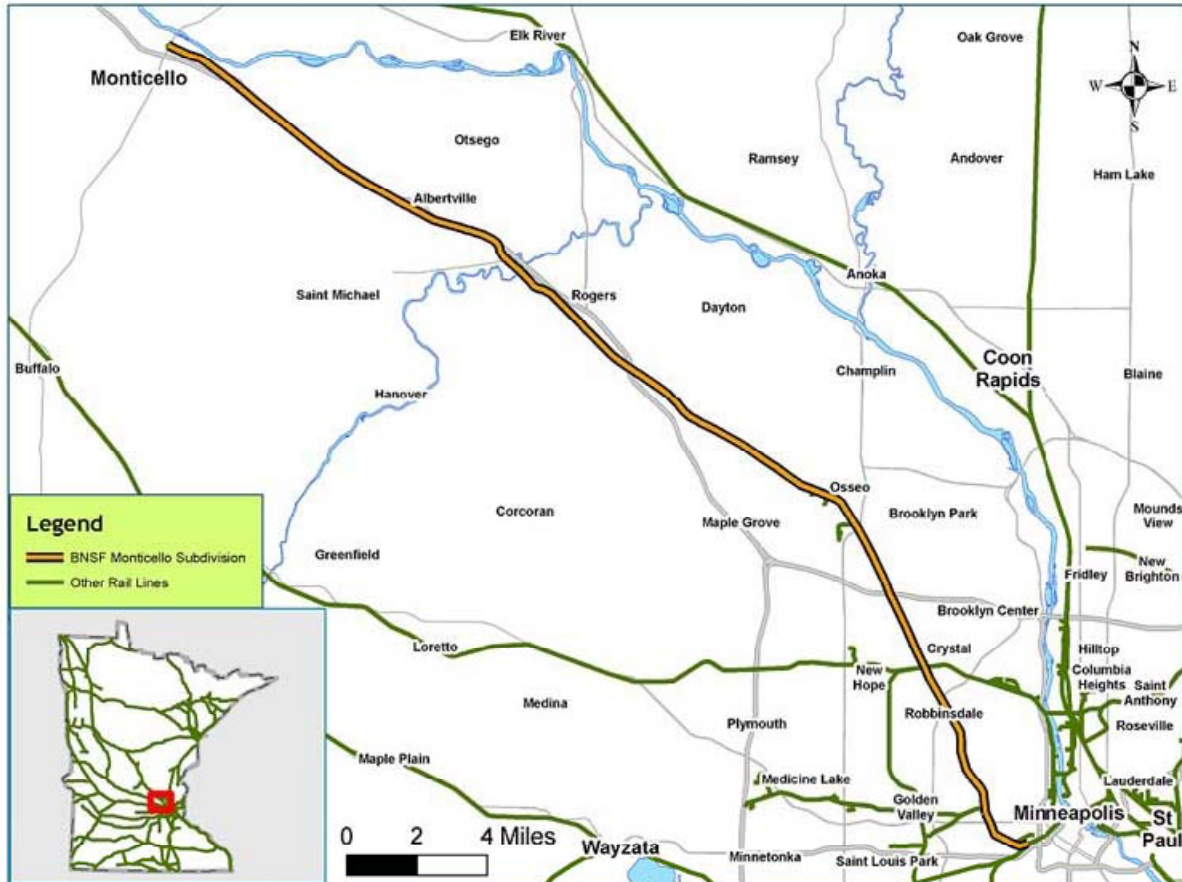 Elk River
Oak Grove
Monticello
N
W
E
S
Otsego
Ramsey
Andover
Ham Lake
Albertville
Anoka
Saint Michael
Rogers
Dayton
Coon
Rapids
Buffalo
Hanover
Champlin
Blaine
Osseo
Legend
BNSF Monticello Subdivision
Other Rail Lines
Corcoran
Greenfield
Maple Grove
Brooklyn Park
Mounds
View
New
Brighton
Fridley
Brooklyn Center
Loretto
Crystal
Hilltop
New
Hope
Columbia
Heights
Saint
Anthony
Medina
Robbinsdale
Plymouth
Roseville
Maple Plain
Medicine Lake
Lauderdale
Golden
Valley
Minneapolis
St
Paul
0 2 4 Miles
Wayzata
Minnetonka
Saint Louis Park